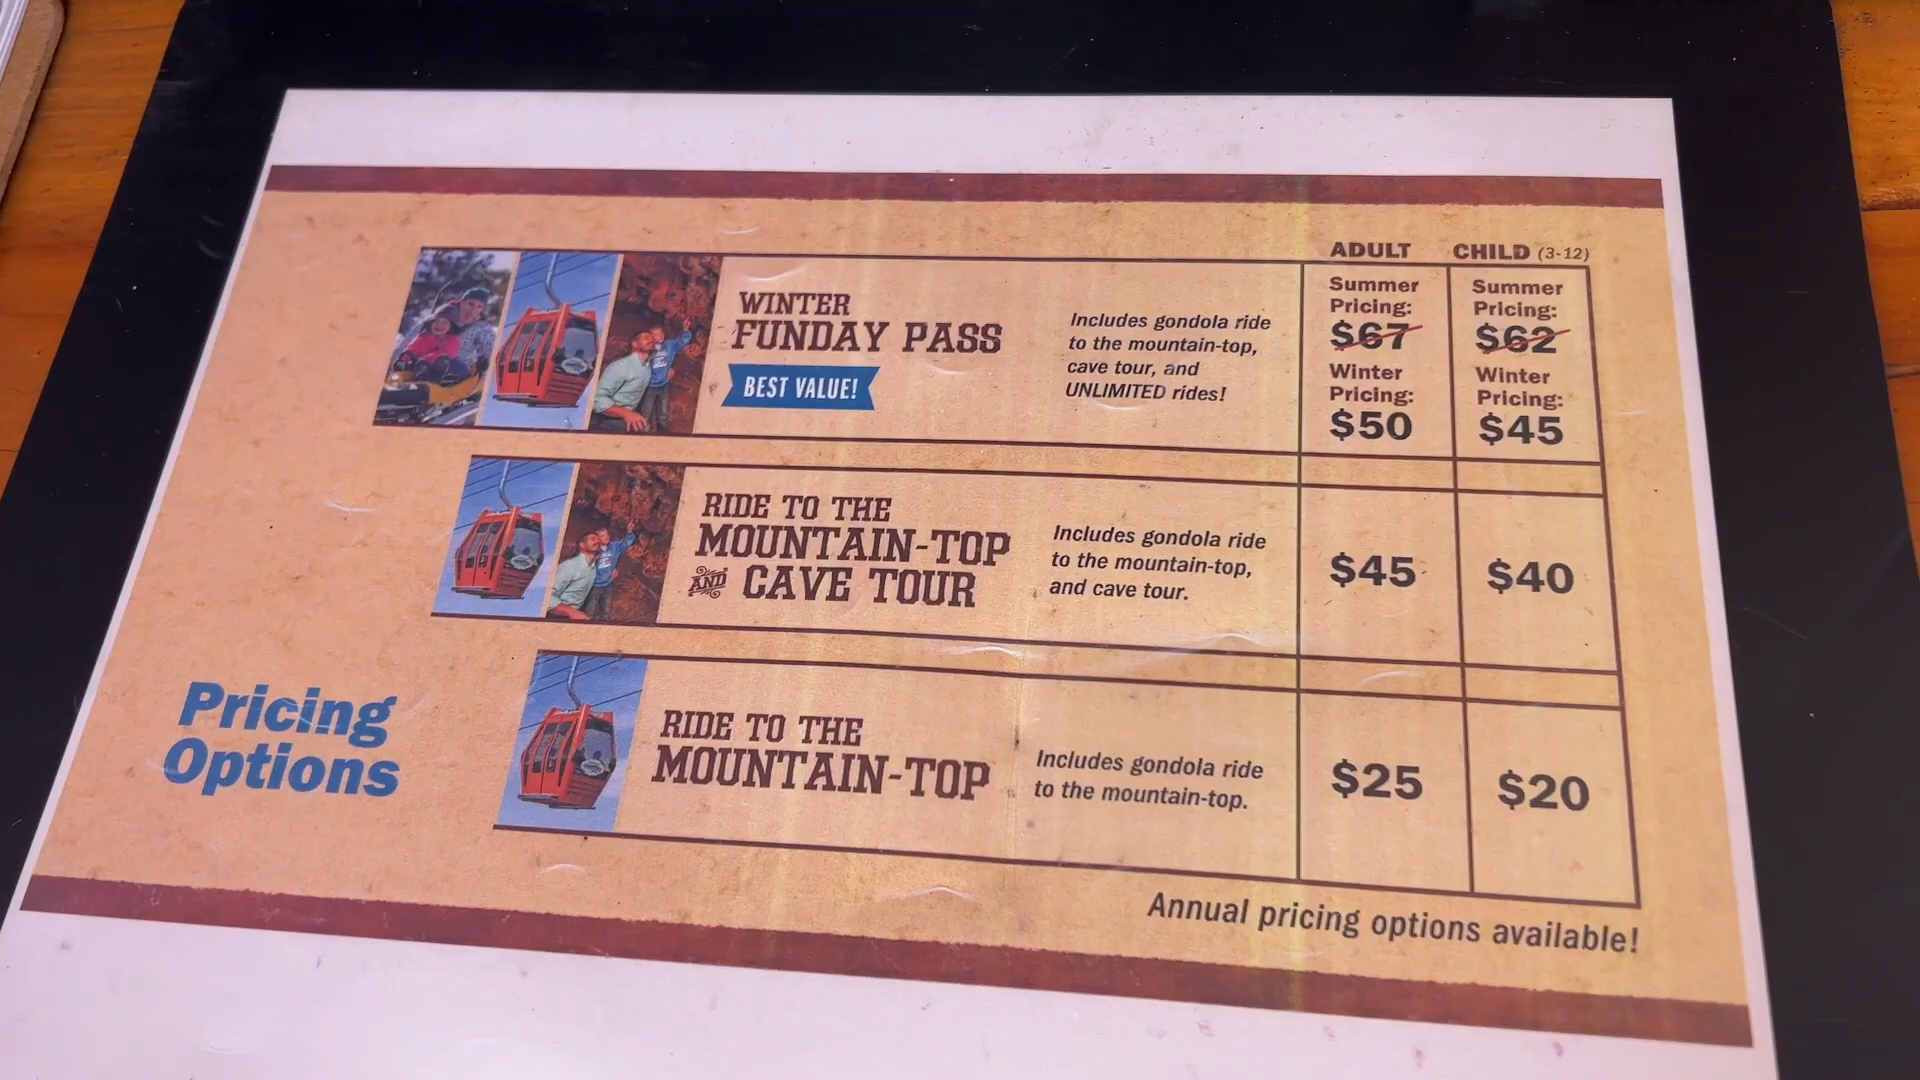 ADULT CHILD (3-12)
WINTER
FUNDAY PASS
BEST VALUE!
Includes gondola ride
to the mountain-top,
cave tour, and
UNLIMITED rides!
Summer
Pricing:
$67
Winter
Pricing:
$50
Summer
Pricing:
$62
Winter
Pricing:
$45
RIDE TO THE
MOUNTAIN-TOP
AND CAVE TOUR
Includes gondola ride
to the mountain-top,
and cave tour.
$45
$40
RIDE TO THE
MOUNTAIN-TOP
Includes gondola ride
to the mountain-top.
$25
$20
Pricing
Options
Annual pricing options available!